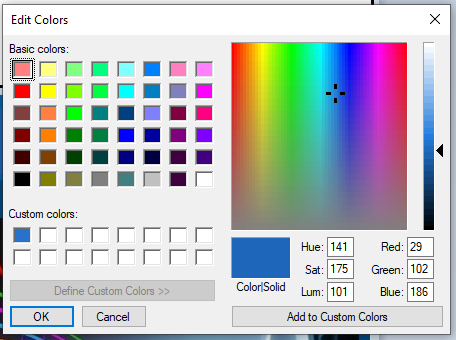 Edit Colors
Basic colors:
Custom colors:
Define Custom Colors >>
OK
Cancel
Color|Solid
Hue: 141
Sat: 175
Lum: 101
Red: 29
Green: 102
Blue: 186
Add to Custom Colors